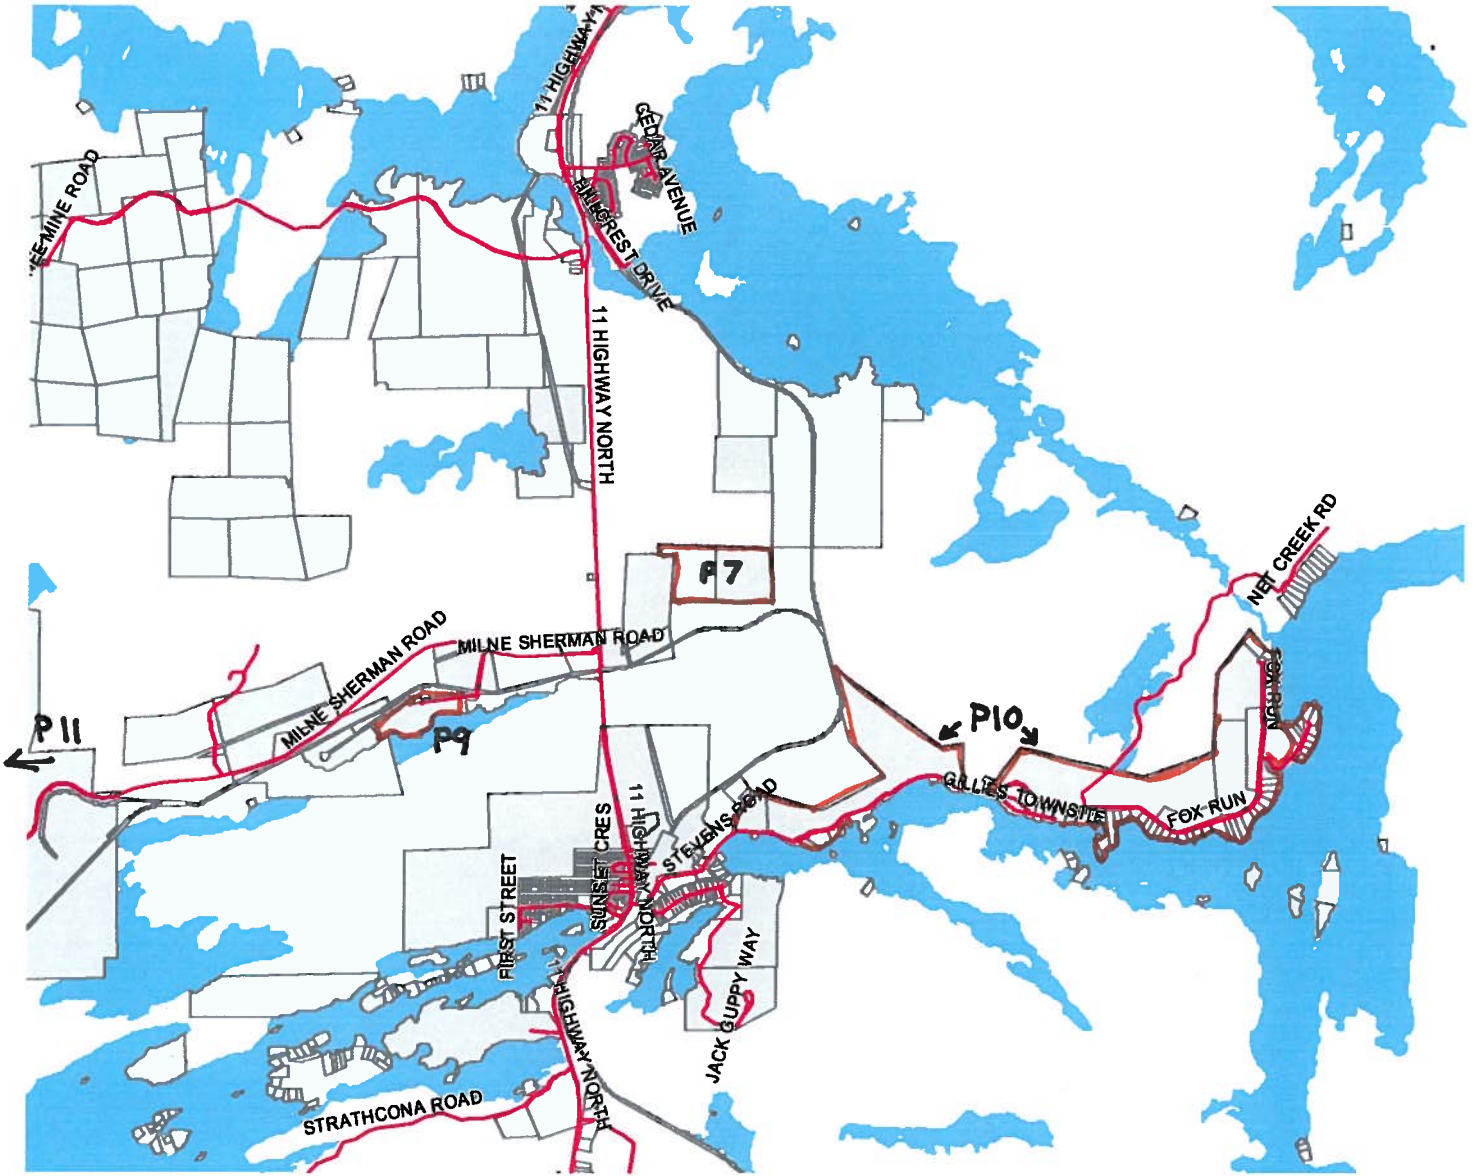 11 HIGHWAY N
CEDAR AVENUE
HILLCREST DRIVE
MINE ROAD
11 HIGHWAY NORTH
NET CREEK RD
P7
MILNE SHERMAN ROAD
MILNE SHERMAN ROAD
FOX RUN
P11
P9
P10
GILLIES TOWNSITE
FOX RUN
STEVENS ROAD
11 HIGHWAY NORTH
SUNSET CRES
FIRST STREET
JACK GUPPY WAY
11 HIGHWAY NORTH
STRATHCONA ROAD